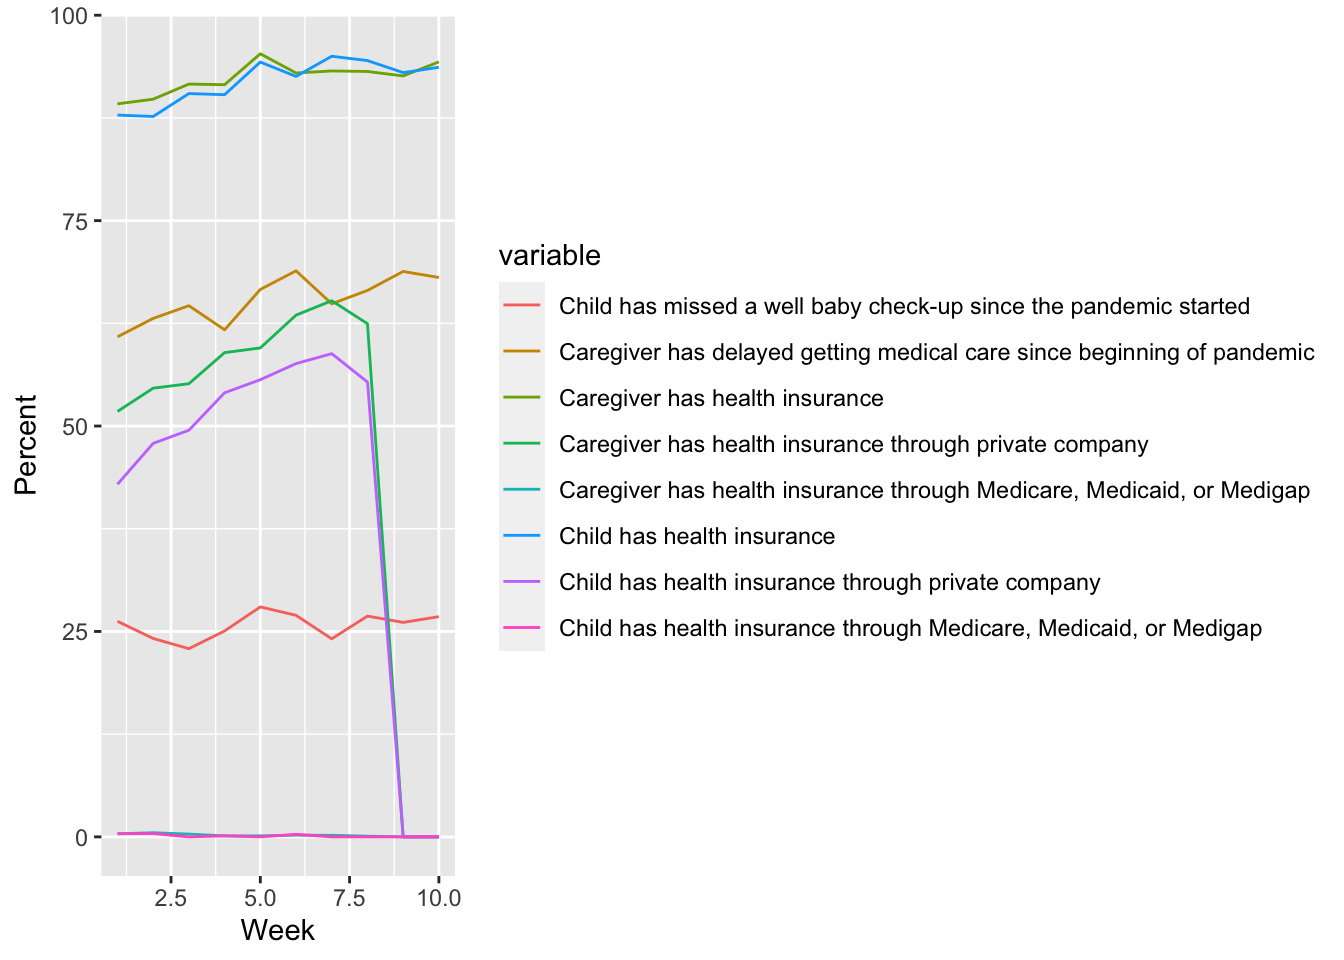 100
75
50
25
0
Percent
2.5 5.0 7.5 10.0
Week
variable
Child has missed a well baby check-up since the pandemic started
Caregiver has delayed getting medical care since beginning of pandemic
Caregiver has health insurance
Caregiver has health insurance through private company
Caregiver has health insurance through Medicare, Medicaid, or Medigap
Child has health insurance
Child has health insurance through private company
Child has health insurance through Medicare, Medicaid, or Medigap